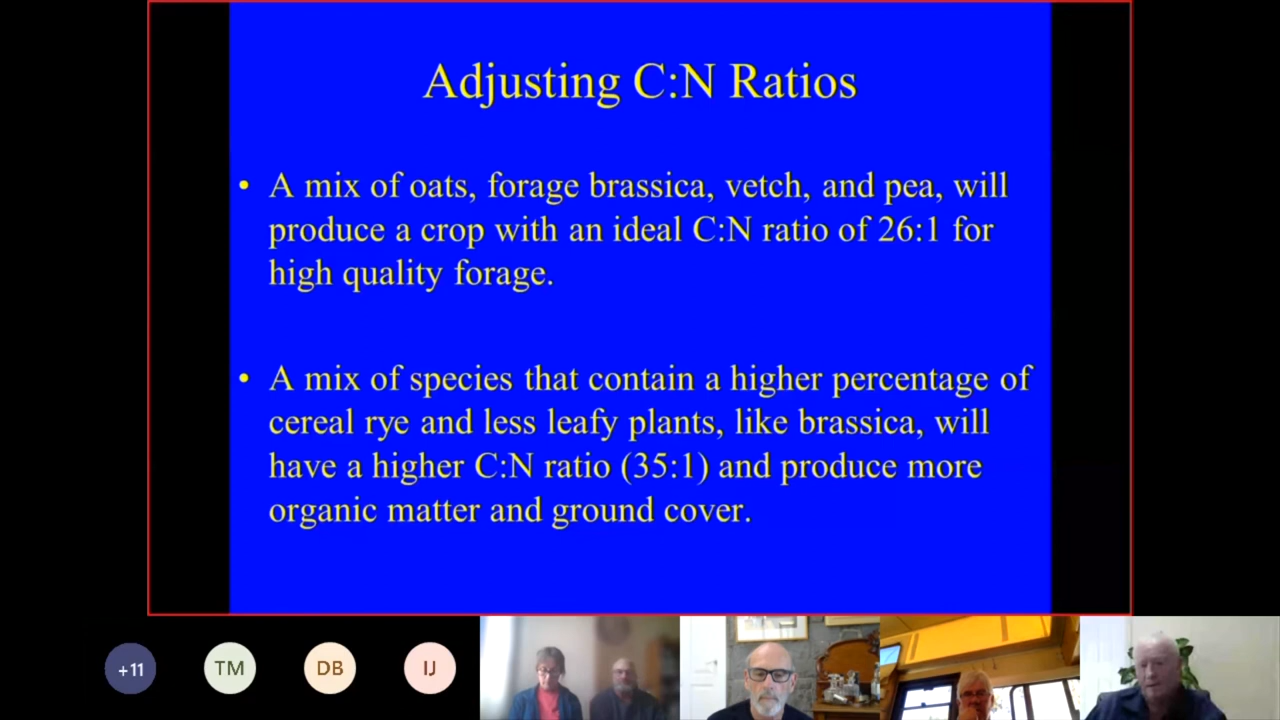 Adjusting C:N Ratios
• A mix of oats, forage brassica, vetch, and pea, will
produce a crop with an ideal C:N ratio of 26:1 for
high quality forage.
• A mix of species that contain a higher percentage of
cereal rye and less leafy plants, like brassica, will
have a higher C:N ratio (35:1) and produce more
organic matter and ground cover.
+11 TM DB IJ